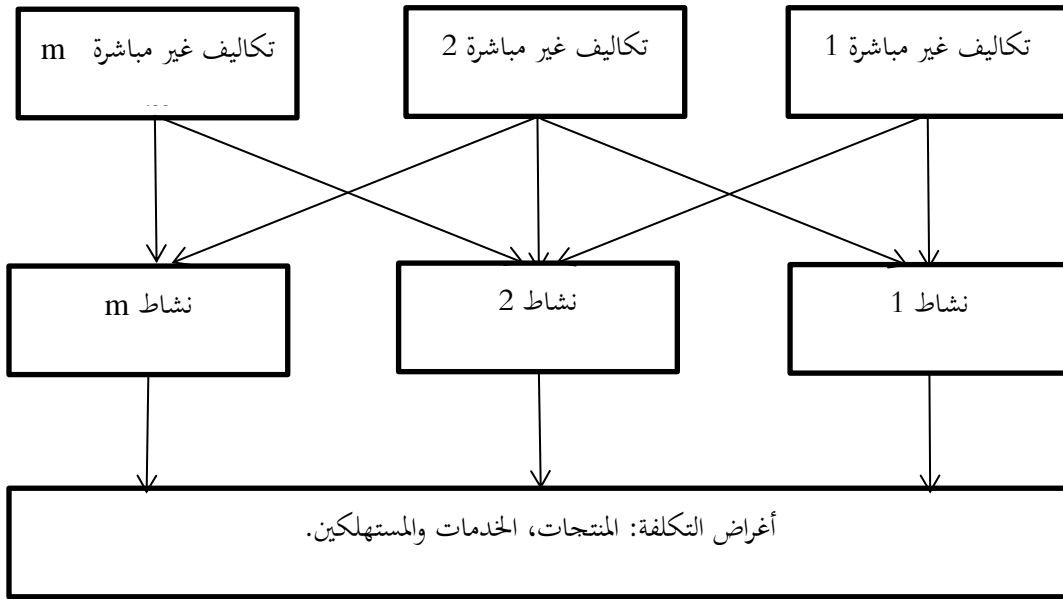 تكاليف غير مباشرة 1
تكاليف غير مباشرة 2
تكاليف غير مباشرة m
...
نشاط 1
نشاط 2
نشاط m
أغراض التكلفة: المنتجات، الخدمات والمستهلكين.